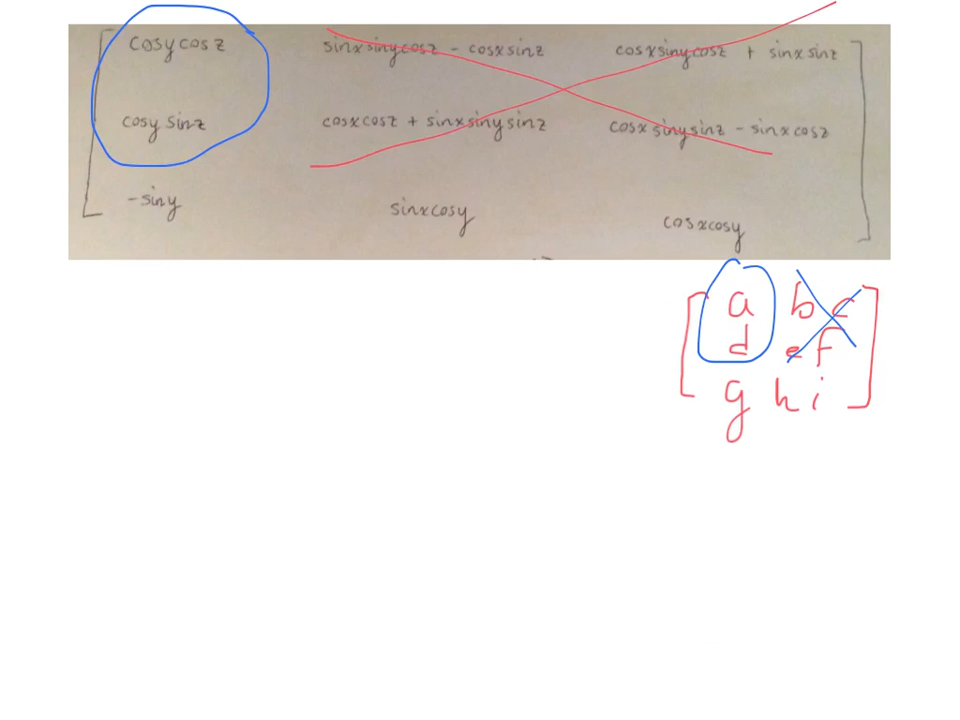 cosy cos z sinx siny cosz - cosx sinz cosx siny cosz + sinx sinz
cosy sinz cosx cosz + sinx siny sinz cosx siny sinz - sinx cosz
-siny sinx cosy cosx cosy
a b c
d e f
g h i